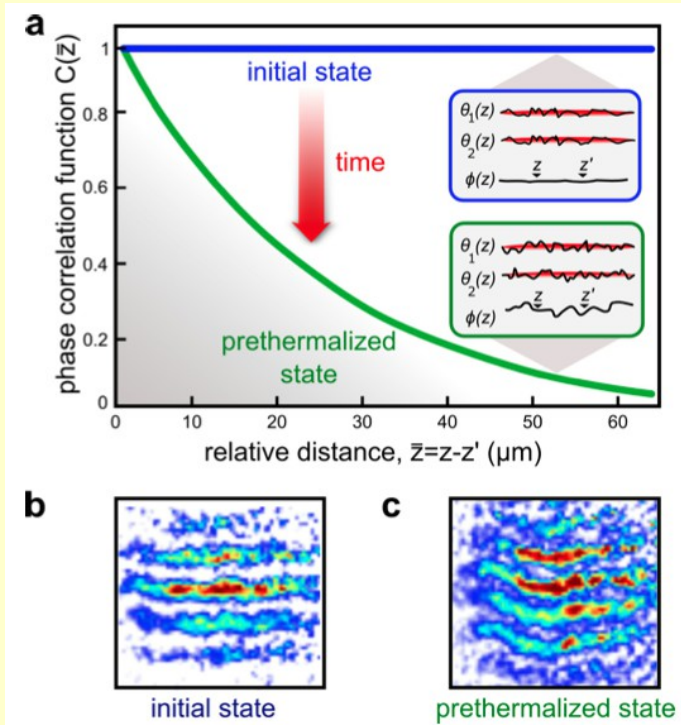 a
phase correlation function C(z̄)
1
0.8
0.6
0.4
0.2
0
initial state
time
prethermalized
state
θ₁(z)
θ₂(z)
ϕ(z)
z z'
θ₁(z)
θ₂(z)
ϕ(z)
z z'
0 10 20 30 40 50 60
relative distance, z̄=z-z' (μm)
b
c
initial state
prethermalized state